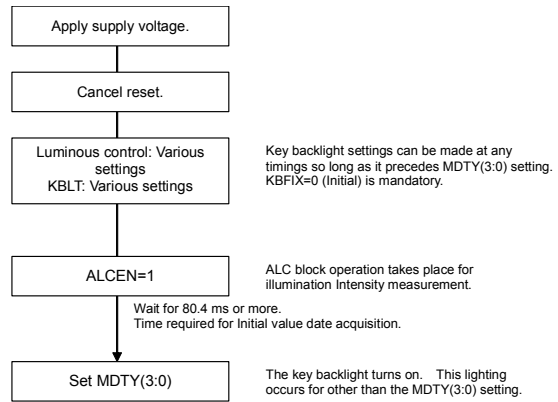 Apply supply voltage.
Cancel reset.
Luminous control: Various
settings
KBLT: Various settings
Key backlight settings can be made at any
timings so long as it precedes MDTY(3:0) setting.
KBFIX=0 (Initial) is mandatory.
ALCEN=1
ALC block operation takes place for
illumination Intensity measurement.
Wait for 80.4 ms or more.
Time required for Initial value date acquisition.
Set MDTY(3:0)
The key backlight turns on. This lighting
occurs for other than the MDTY(3:0) setting.